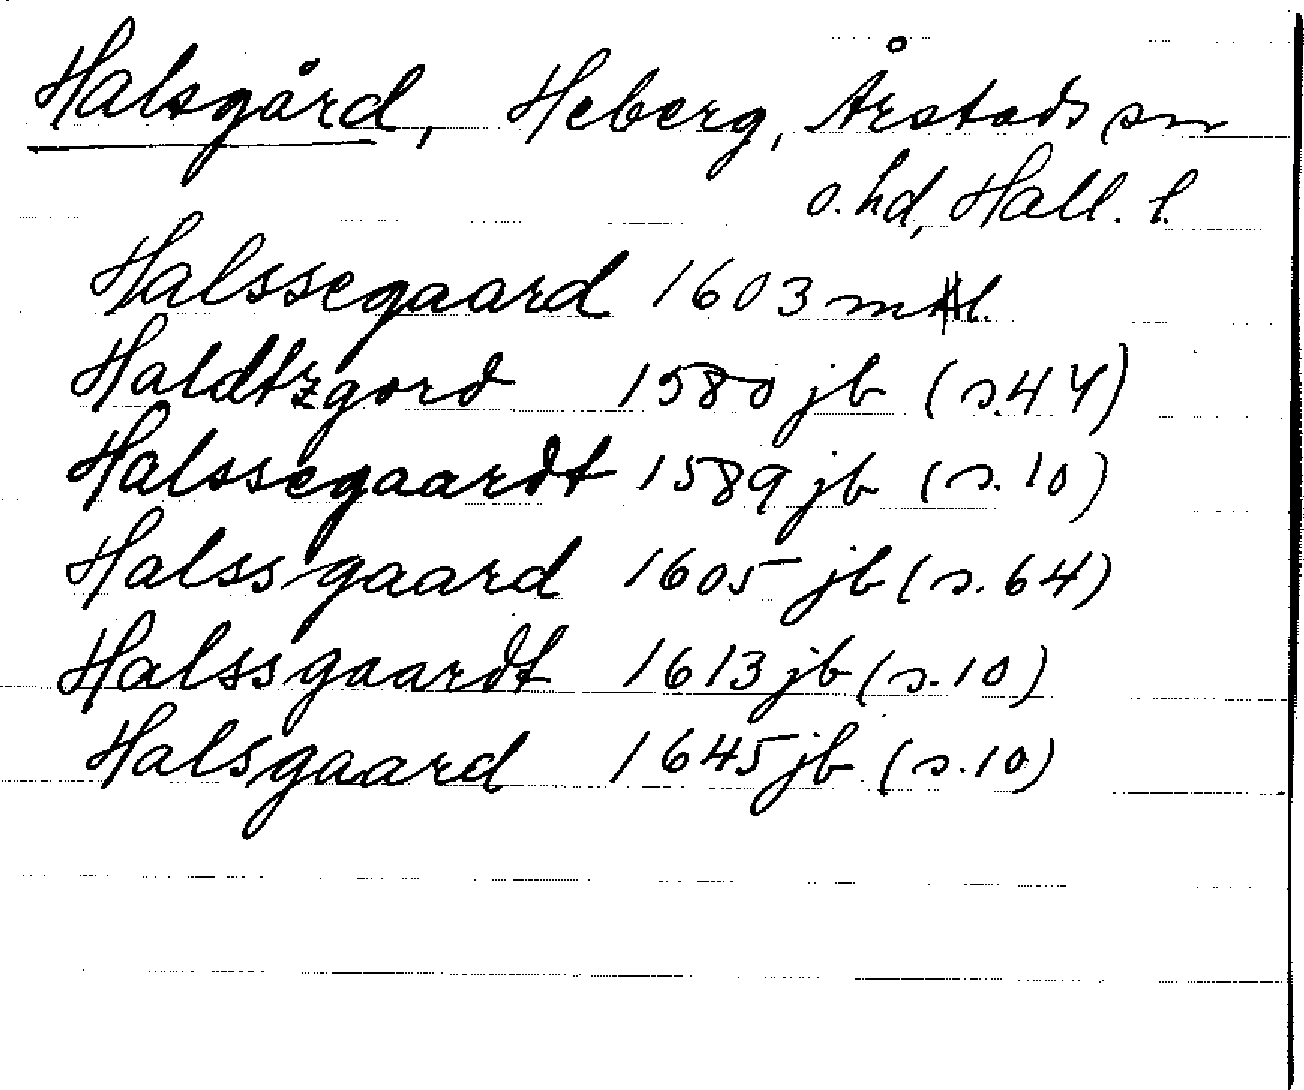 Halsgård, Heberg, Årstads sn
o. hd, Hall. l.
Halssegaard 1603
Haldtzgord 1580 jb (s.44)
Halssegaardt 1589 jb (s.10)
Halssgaard 1605 jb (s.64)
Halssgaardt 1613 jb (s.10)
Halsgaard 1645 jb (s.10)